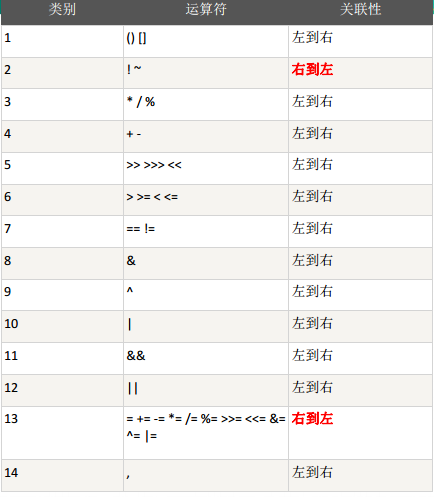 类别 运算符 关联性
1 () [] 左到右
2 ! ~ 右到左
3 * / % 左到右
4 + - 左到右
5 >> >>> << 左到右
6 > >= < <= 左到右
7 == != 左到右
8 & 左到右
9 ^ 左到右
10 | 左到右
11 && 左到右
12 || 左到右
13 = += -= *= /= %= >>= <<= &= 右到左
^= |=
14 , 左到右